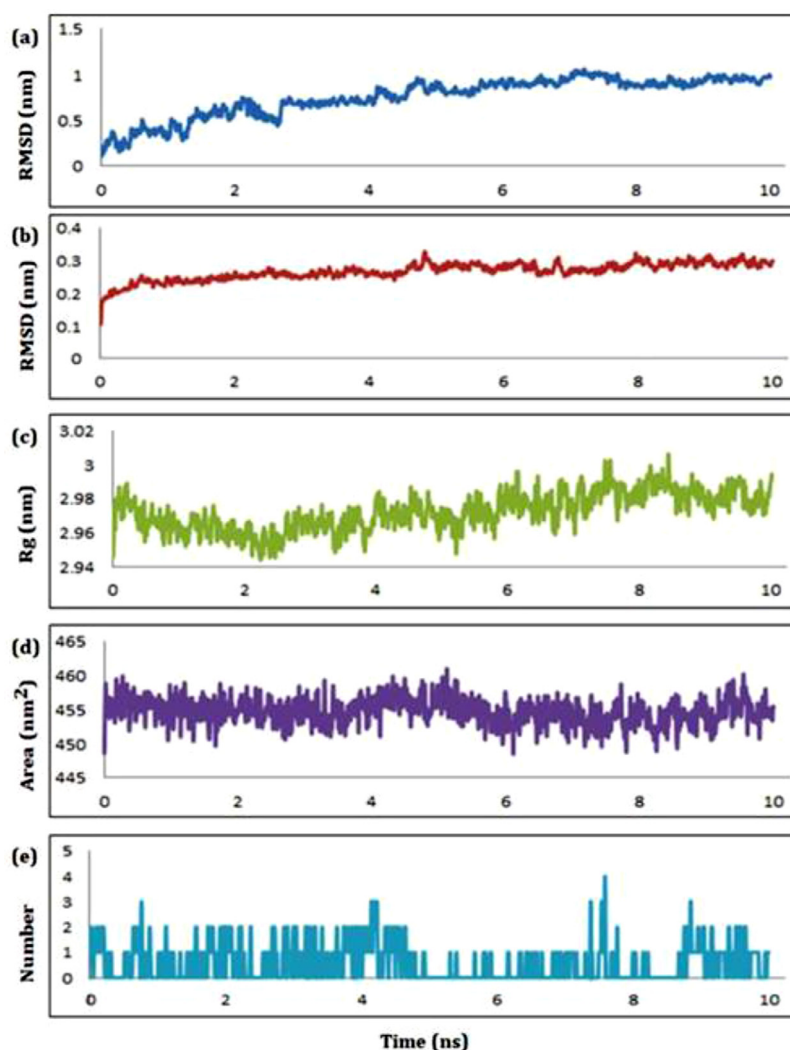 (a)
RMSD (nm)
1.5
1
0.5
0
0 2 4 6 8 10
(b)
RMSD (nm)
0.4
0.3
0.2
0.1
0
0 2 4 6 8 10
(c)
Rg (nm)
3.02
3
2.98
2.96
2.94
0 2 4 6 8 10
(d)
Area (nm²)
465
460
455
450
445
0 2 4 6 8 10
(e)
Number
5
4
3
2
1
0
0 2 4 6 8 10
Time (ns)